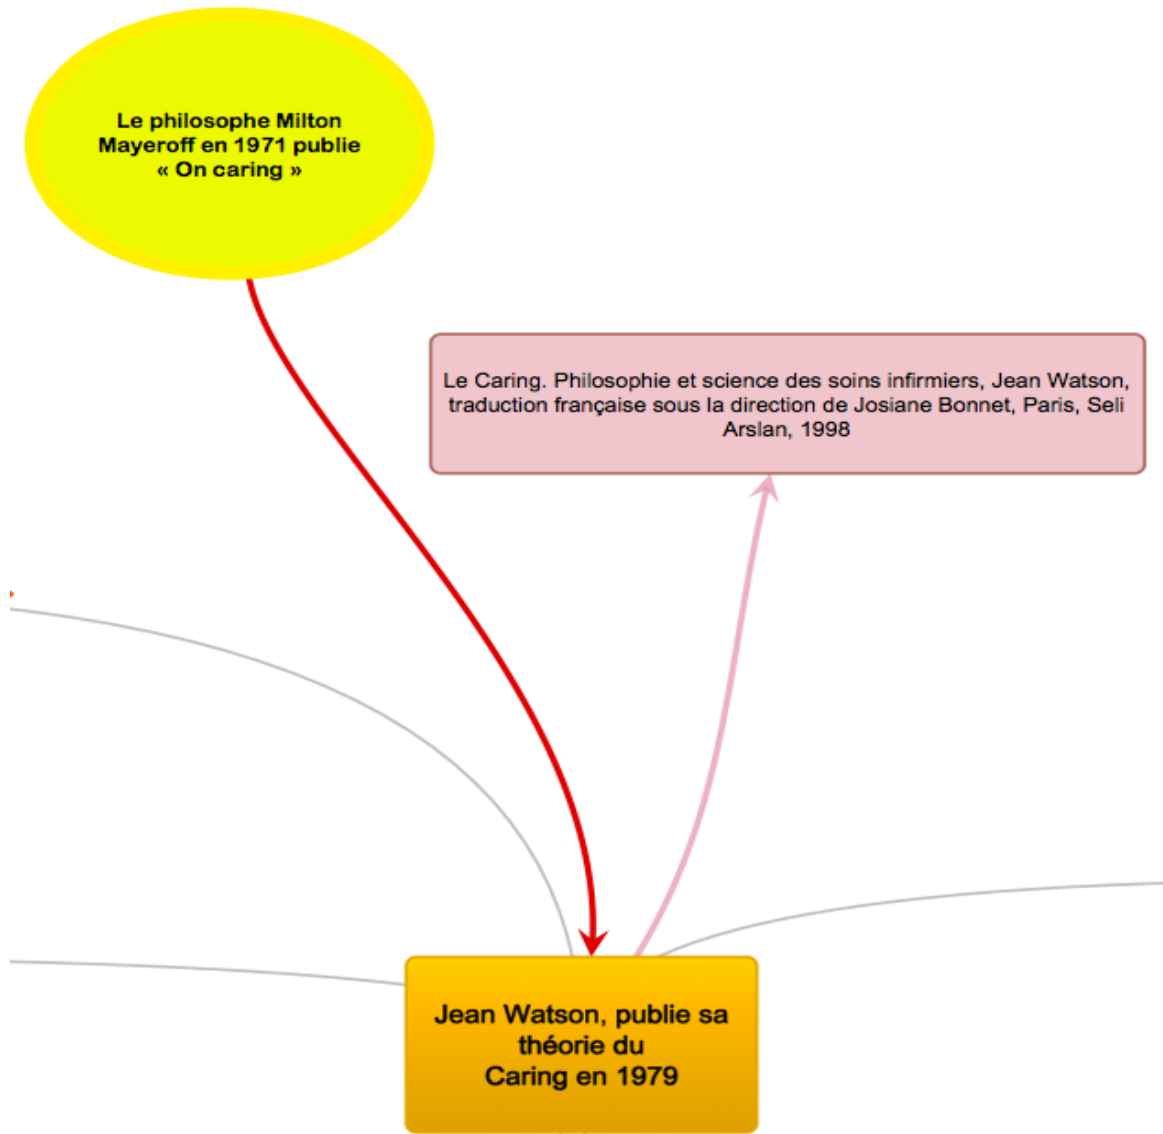 Le philosophe Milton
Mayeroff en 1971 publie
« On caring »
Le Caring. Philosophie et science des soins infirmiers, Jean Watson,
traduction française sous la direction de Josiane Bonnet, Paris, Seli
Arslan, 1998
Jean Watson, publie sa
théorie du
Caring en 1979